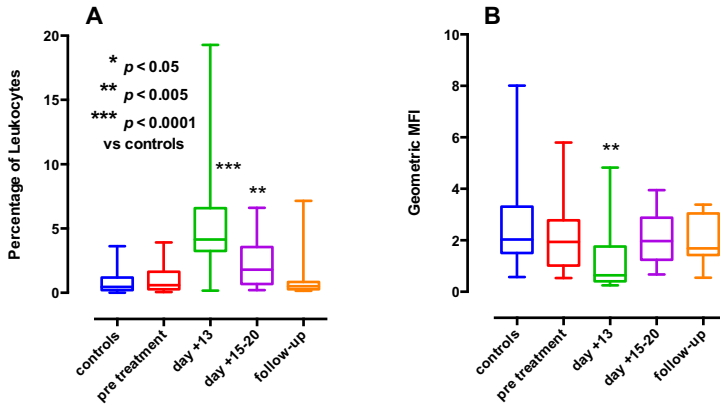 A
Percentage of Leukocytes
20
15
10
5
0
* p < 0.05
** p < 0.005
*** p < 0.0001
vs controls
***
**
controls
pre treatment
day +13
day +15-20
follow-up
B
Geometric MFI
10
8
6
4
2
0
**
controls
pre treatment
day +13
day +15-20
follow-up